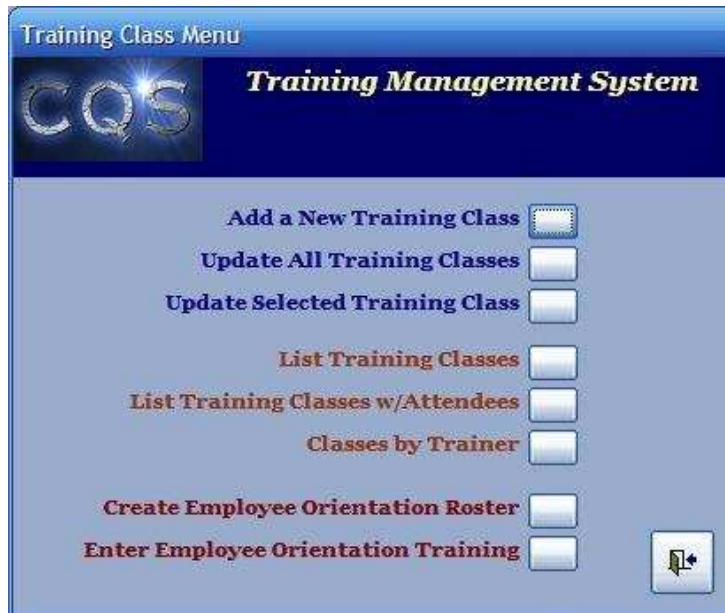 Training Class Menu
CQS
Training Management System
Add a New Training Class
Update All Training Classes
Update Selected Training Class
List Training Classes
List Training Classes w/Attendees
Classes by Trainer
Create Employee Orientation Roster
Enter Employee Orientation Training